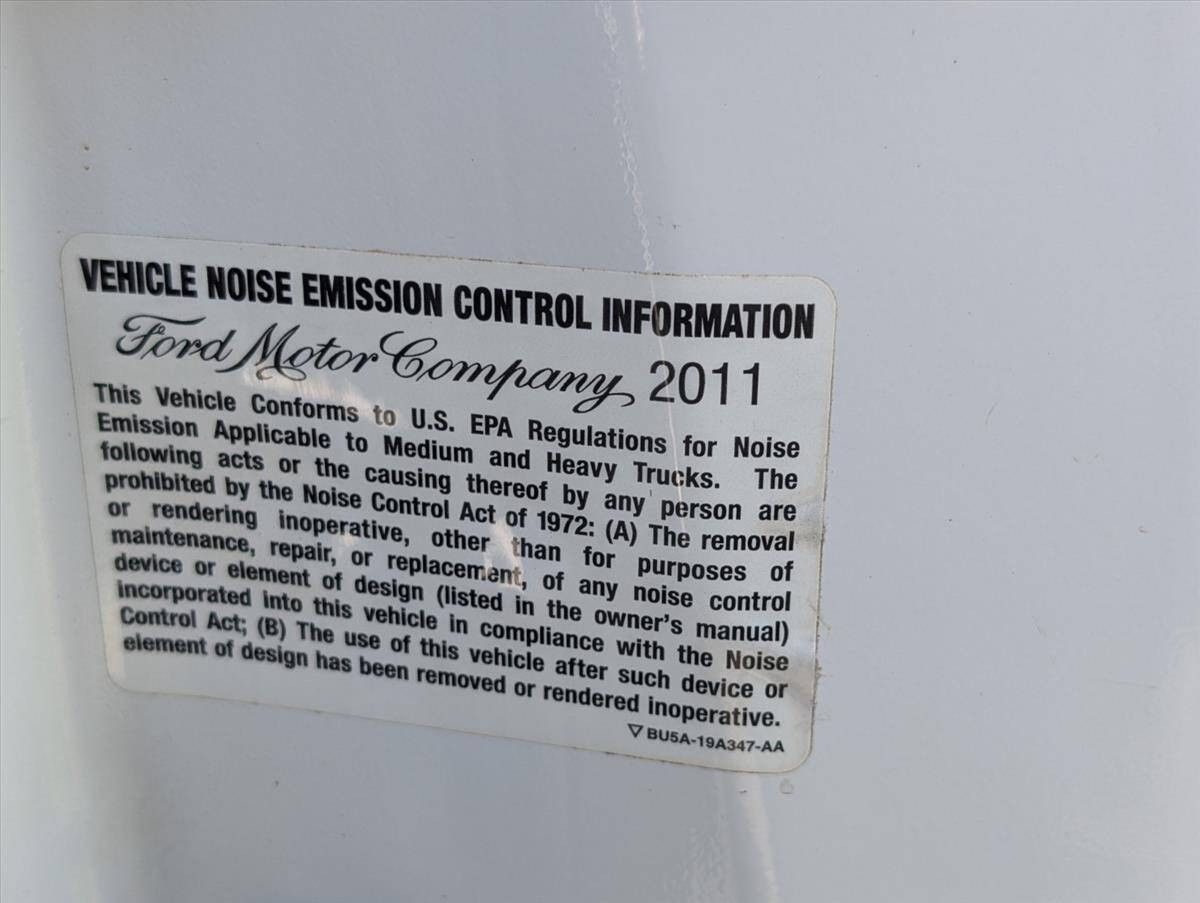 VEHICLE NOISE EMISSION CONTROL INFORMATION
Ford Motor Company 2011
This Vehicle Conforms to U.S. EPA Regulations for Noise
Emission Applicable to Medium and Heavy Trucks. The
following acts or the causing thereof by any person are
prohibited by the Noise Control Act of 1972: (A) The removal
or rendering inoperative, other than for purposes of
maintenance, repair, or replacement, of any noise control
device or element of design (listed in the owner's manual)
incorporated into this vehicle in compliance with the Noise
Control Act; (B) The use of this vehicle after such device or
element of design has been removed or rendered inoperative.
▽ BU5A-19A347-AA